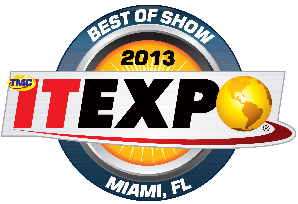 BEST OF SHOW
2013
TMC
ITEXPO
®
MIAMI, FL